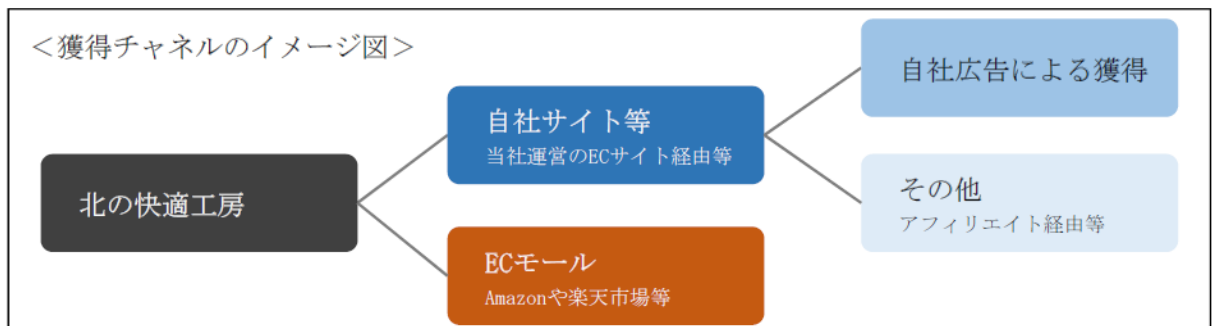 ＜獲得チャネルのイメージ図＞
北の快適工房
自社サイト等
当社運営のECサイト経由等
ECモール
Amazonや楽天市場等
自社広告による獲得
その他
アフィリエイト経由等